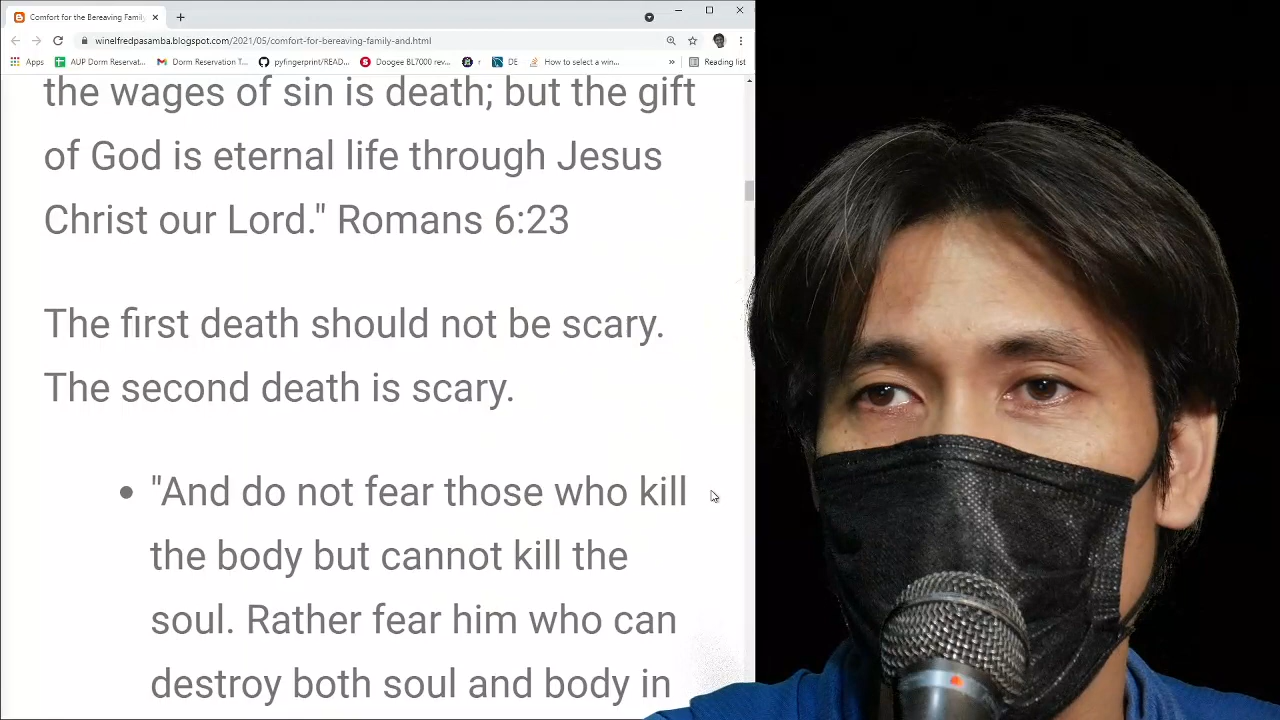 Comfort for the Bereaving Famil
winelfredpasamba.blogspot.com/2021/05/comfort-for-bereaving-family-and.html
Apps AUP Dorm Reservat... Dorm Reservation T... pyfingerprint/READ... Doogee BL7000 rev... r DE How to select a win... » Reading list
the wages of sin is death; but the gift
of God is eternal life through Jesus
Christ our Lord." Romans 6:23
The first death should not be scary.
The second death is scary.
• "And do not fear those who kill
the body but cannot kill the
soul. Rather fear him who can
destroy both soul and body in